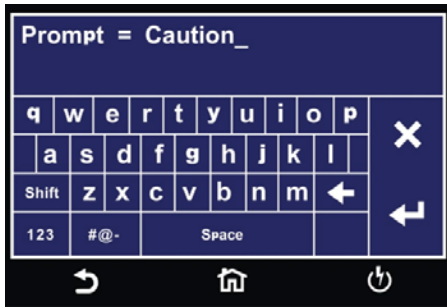 Prompt = Caution_
q w e r t y u i o p
a s d f g h j k l
Shift z x c v b n m
123 #@- Space